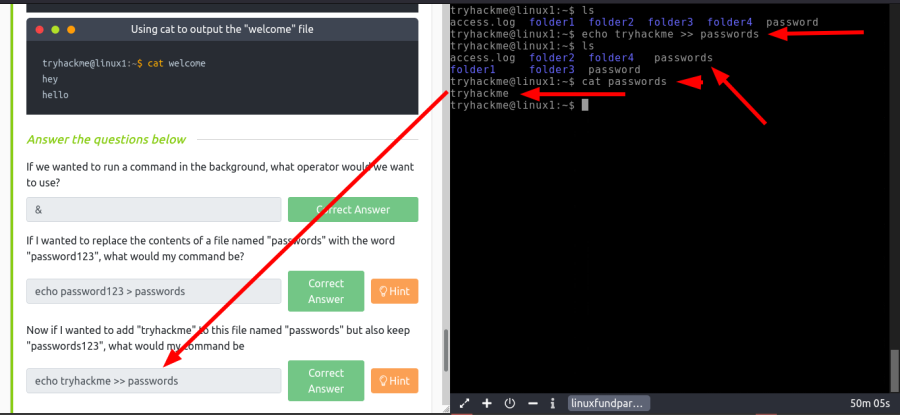 Using cat to output the "welcome" file
tryhackme@linux1:~$ cat welcome
hey
hello
Answer the questions below
If we wanted to run a command in the background, what operator would we want
to use?
&
Correct Answer
If I wanted to replace the contents of a file named "passwords" with the word
"password123", what would my command be?
echo password123 > passwords
Correct
Answer
Hint
Now if I wanted to add "tryhackme" to this file named "passwords" but also keep
"passwords123", what would my command be
echo tryhackme >> passwords
Correct
Answer
Hint
tryhackme@linux1:~$ ls
access.log folder1 folder2 folder3 folder4 password
tryhackme@linux1:~$ echo tryhackme >> passwords
tryhackme@linux1:~$ ls
access.log folder2 folder4 passwords
folder1 folder3 password
tryhackme@linux1:~$ cat passwords
tryhackme
tryhackme@linux1:~$
linuxfundpar...
50m 05s